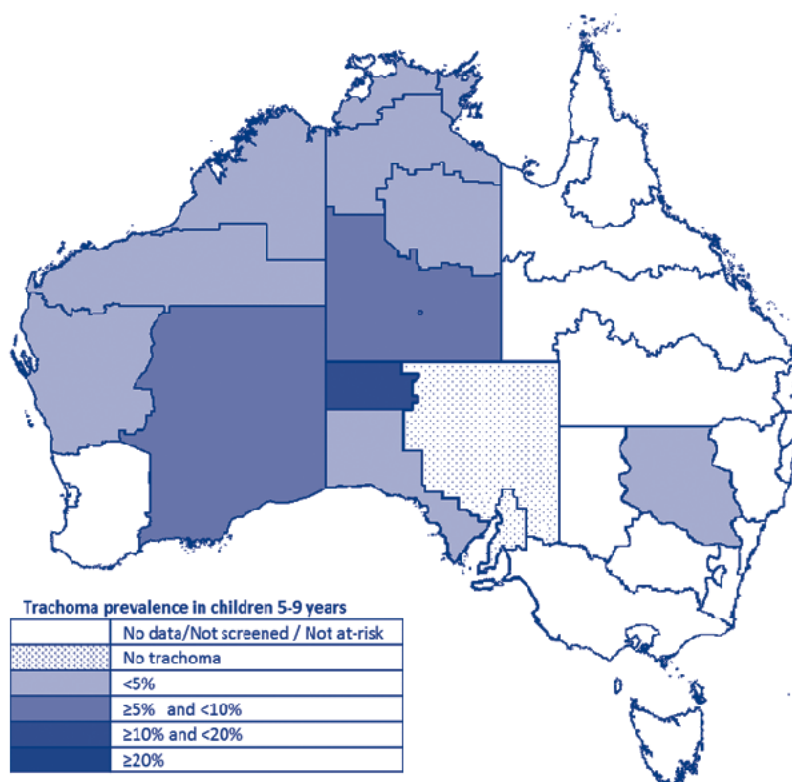 Trachoma prevalence in children 5-9 years
No data/Not screened / Not at-risk
No trachoma
<5%
≥5% and <10%
≥10% and <20%
≥20%